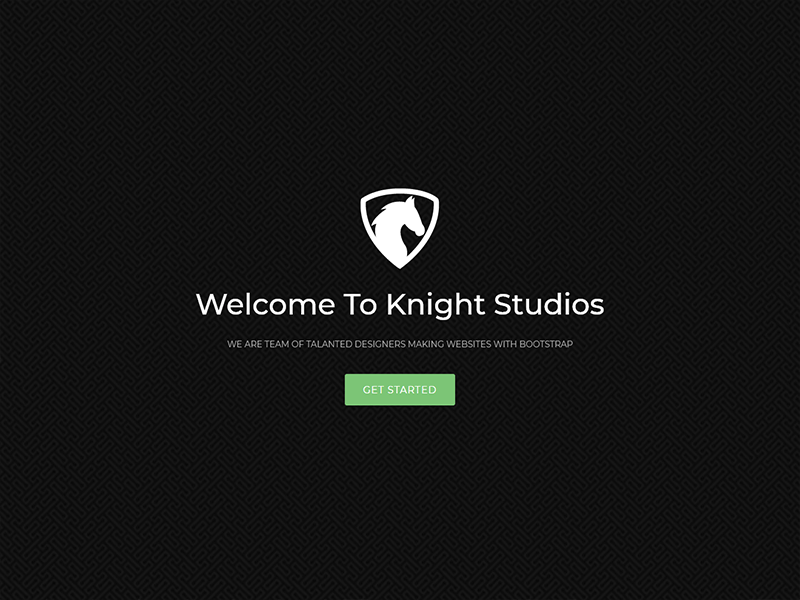 Welcome To Knight Studios
WE ARE TEAM OF TALANTED DESIGNERS MAKING WEBSITES WITH BOOTSTRAP
GET STARTED